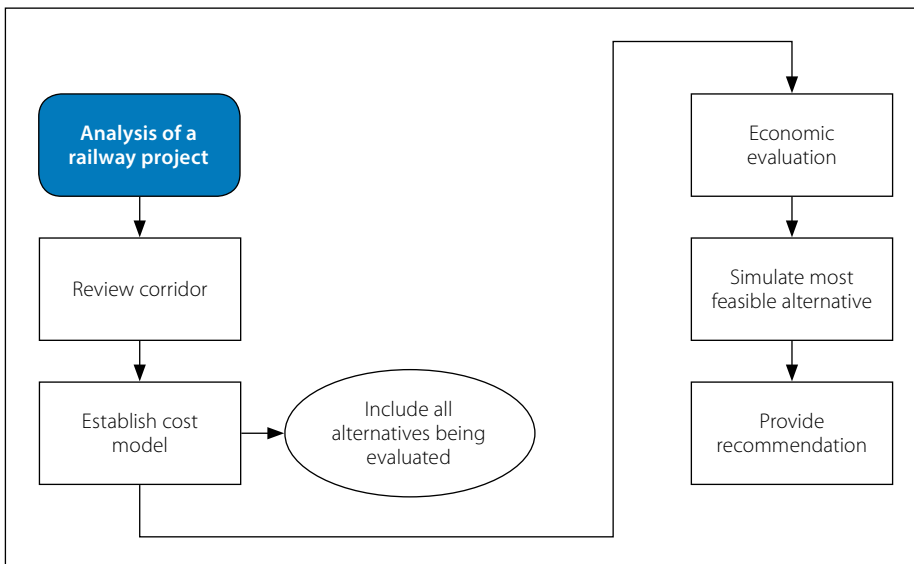 Analysis of a
railway project
Review corridor
Establish cost
model
Include all
alternatives being
evaluated
Economic
evaluation
Simulate most
feasible alternative
Provide
recommendation